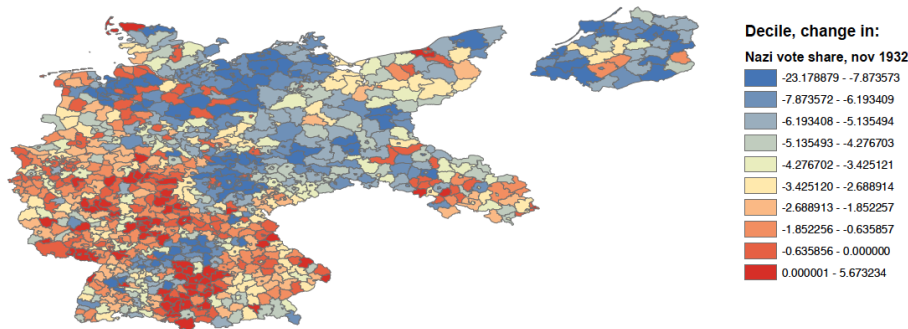 Decile, change in:
Nazi vote share, nov 1932
-23.178879 - -7.873573
-7.873572 - -6.193409
-6.193408 - -5.135494
-5.135493 - -4.276703
-4.276702 - -3.425121
-3.425120 - -2.688914
-2.688913 - -1.852257
-1.852256 - -0.635857
-0.635856 - 0.000000
0.000001 - 5.673234